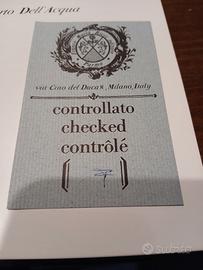 rto Dell'Acqua
via Cino del Duca 8, Milano, Italy
controllato
checked
contrôlé
subito